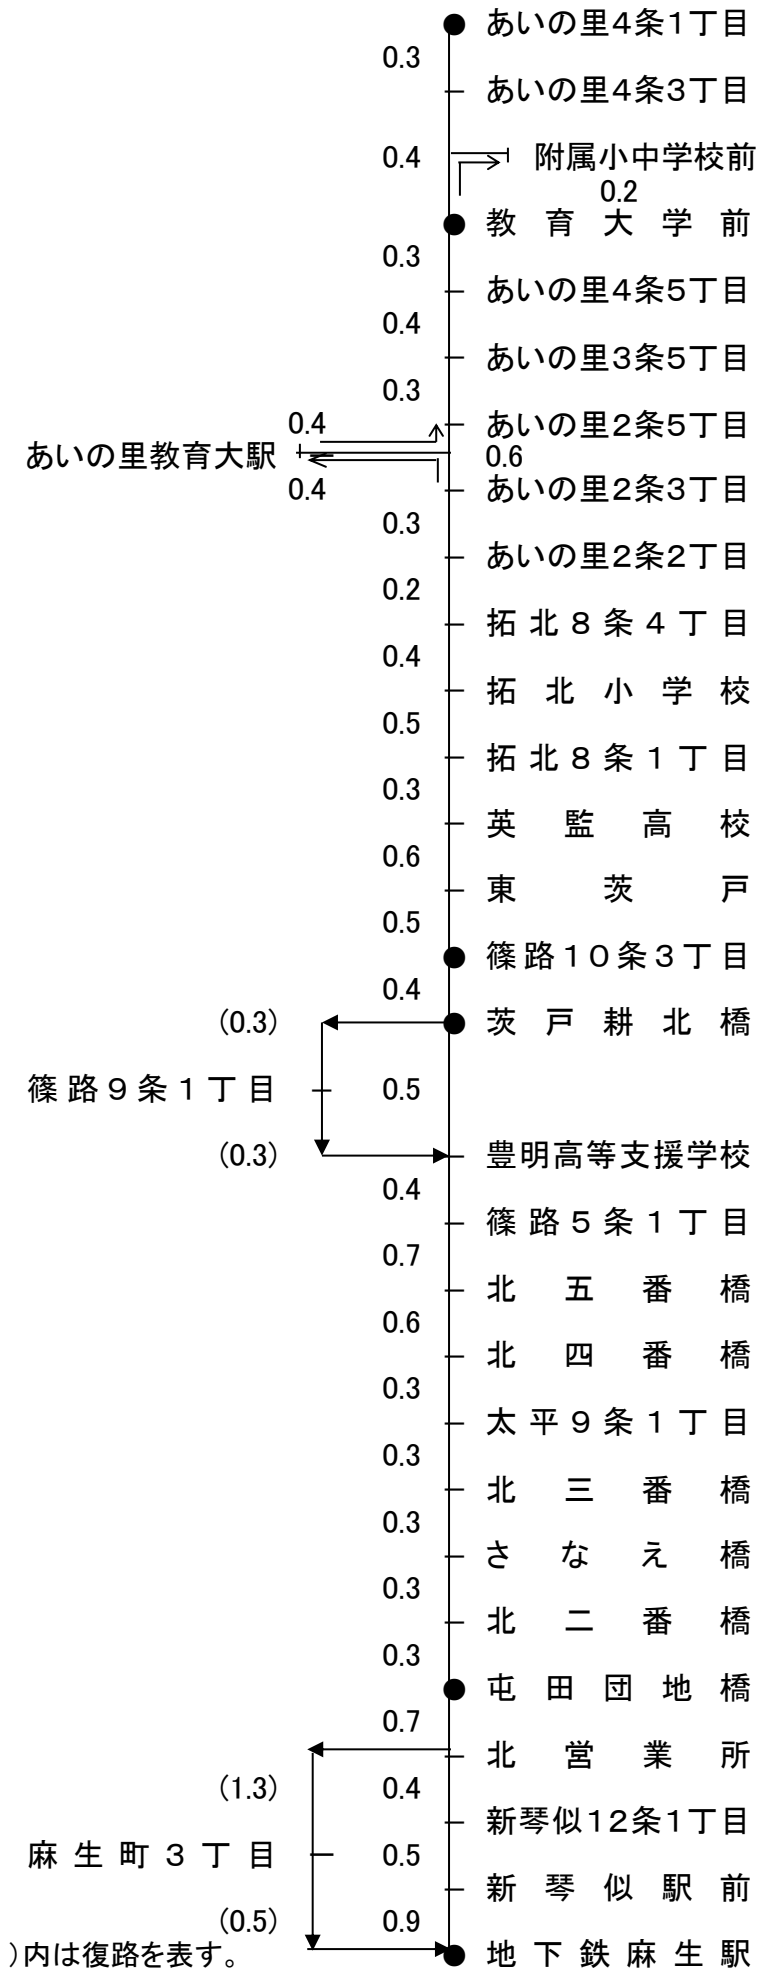 あいの里4条1丁目
0.3
あいの里4条3丁目
0.4
附属小中学校前
0.2
教育大学前
0.3
あいの里4条5丁目
0.4
あいの里3条5丁目
0.3
あいの里2条5丁目
0.4
あいの里教育大駅
0.6
0.4
あいの里2条3丁目
0.3
あいの里2条2丁目
0.2
拓北8条4丁目
0.4
拓北小学校
0.5
拓北8条1丁目
0.3
英監高校
0.6
東茨戸
0.5
篠路10条3丁目
0.4
(0.3)
茨戸耕北橋
篠路9条1丁目
0.5
(0.3)
豊明高等支援学校
0.4
篠路5条1丁目
0.7
北五番橋
0.6
北四番橋
0.3
太平9条1丁目
0.3
北三番橋
0.3
さなえ橋
0.3
北二番橋
0.3
屯田団地橋
0.7
北営業所
(1.3)
0.4
新琴似12条1丁目
麻生町3丁目
0.5
新琴似駅前
(0.5)
0.9
)内は復路を表す。
地下鉄麻生駅